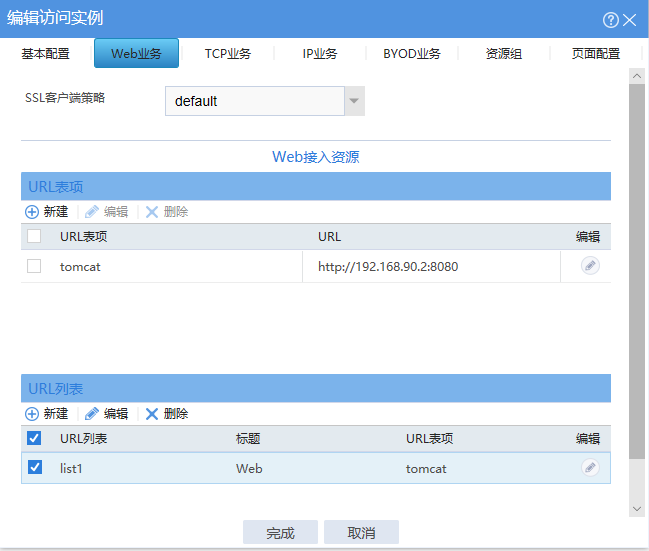 编辑访问实例
基本配置 Web业务 TCP业务 IP业务 BYOD业务 资源组 页面配置
SSL客户端策略 default
Web接入资源
URL表项
新建 编辑 删除
URL表项 URL 编辑
tomcat http://192.168.90.2:8080
URL列表
新建 编辑 删除
URL列表 标题 URL表项 编辑
list1 Web tomcat
完成 取消